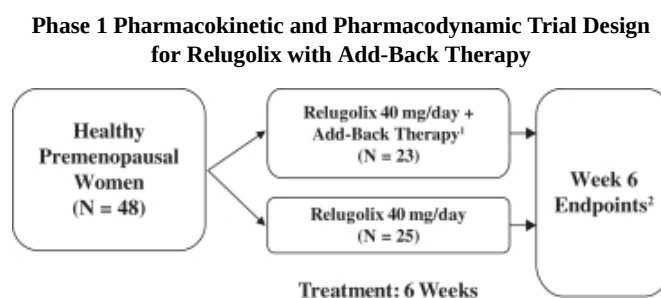 Phase 1 Pharmacokinetic and Pharmacodynamic Trial Design
for Relugolix with Add-Back Therapy
Healthy
Premenopausal
Women
(N = 48)
Relugolix 40 mg/day +
Add-Back Therapy¹
(N = 23)
Relugolix 40 mg/day
(N = 25)
Week 6
Endpoints²
Treatment: 6 Weeks